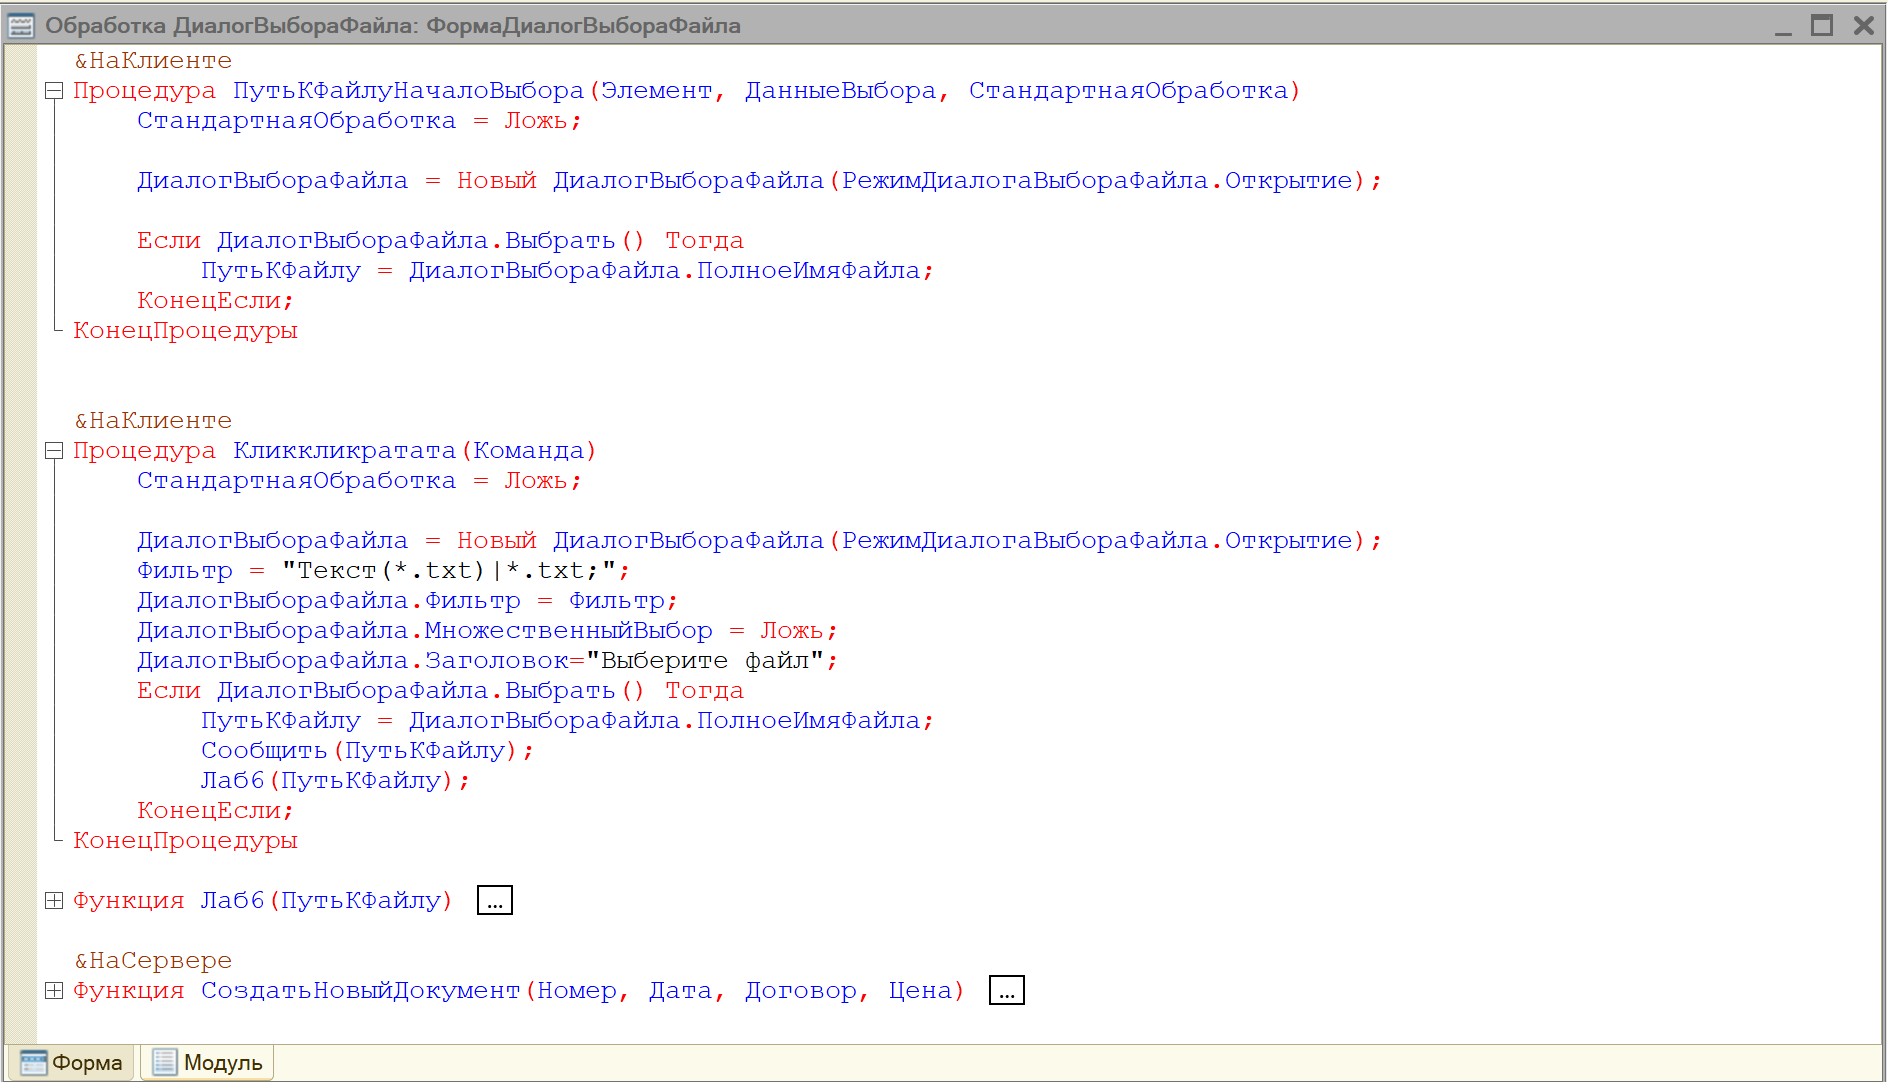 Обработка ДиалогВыбораФайла: ФормаДиалогВыбораФайла
&НаКлиенте
Процедура ПутьКФайлуНачалоВыбора(Элемент, ДанныеВыбора, СтандартнаяОбработка)
СтандартнаяОбработка = Ложь;
ДиалогВыбораФайла = Новый ДиалогВыбораФайла(РежимДиалогаВыбораФайла.Открытие);
Если ДиалогВыбораФайла.Выбрать() Тогда
ПутьКФайлу = ДиалогВыбораФайла.ПолноеИмяФайла;
КонецЕсли;
КонецПроцедуры
&НаКлиенте
Процедура Кликкликратата(Команда)
СтандартнаяОбработка = Ложь;
ДиалогВыбораФайла = Новый ДиалогВыбораФайла(РежимДиалогаВыбораФайла.Открытие);
Фильтр = "Текст(*.txt)|*.txt;";
ДиалогВыбораФайла.Фильтр = Фильтр;
ДиалогВыбораФайла.МножественныйВыбор = Ложь;
ДиалогВыбораФайла.Заголовок="Выберите файл";
Если ДиалогВыбораФайла.Выбрать() Тогда
ПутьКФайлу = ДиалогВыбораФайла.ПолноеИмяФайла;
Сообщить(ПутьКФайлу);
Лаб6(ПутьКФайлу);
КонецЕсли;
КонецПроцедуры
Функция Лаб6(ПутьКФайлу) ...
&НаСервере
Функция СоздатьНовыйДокумент(Номер, Дата, Договор, Цена) ...
Форма Модуль